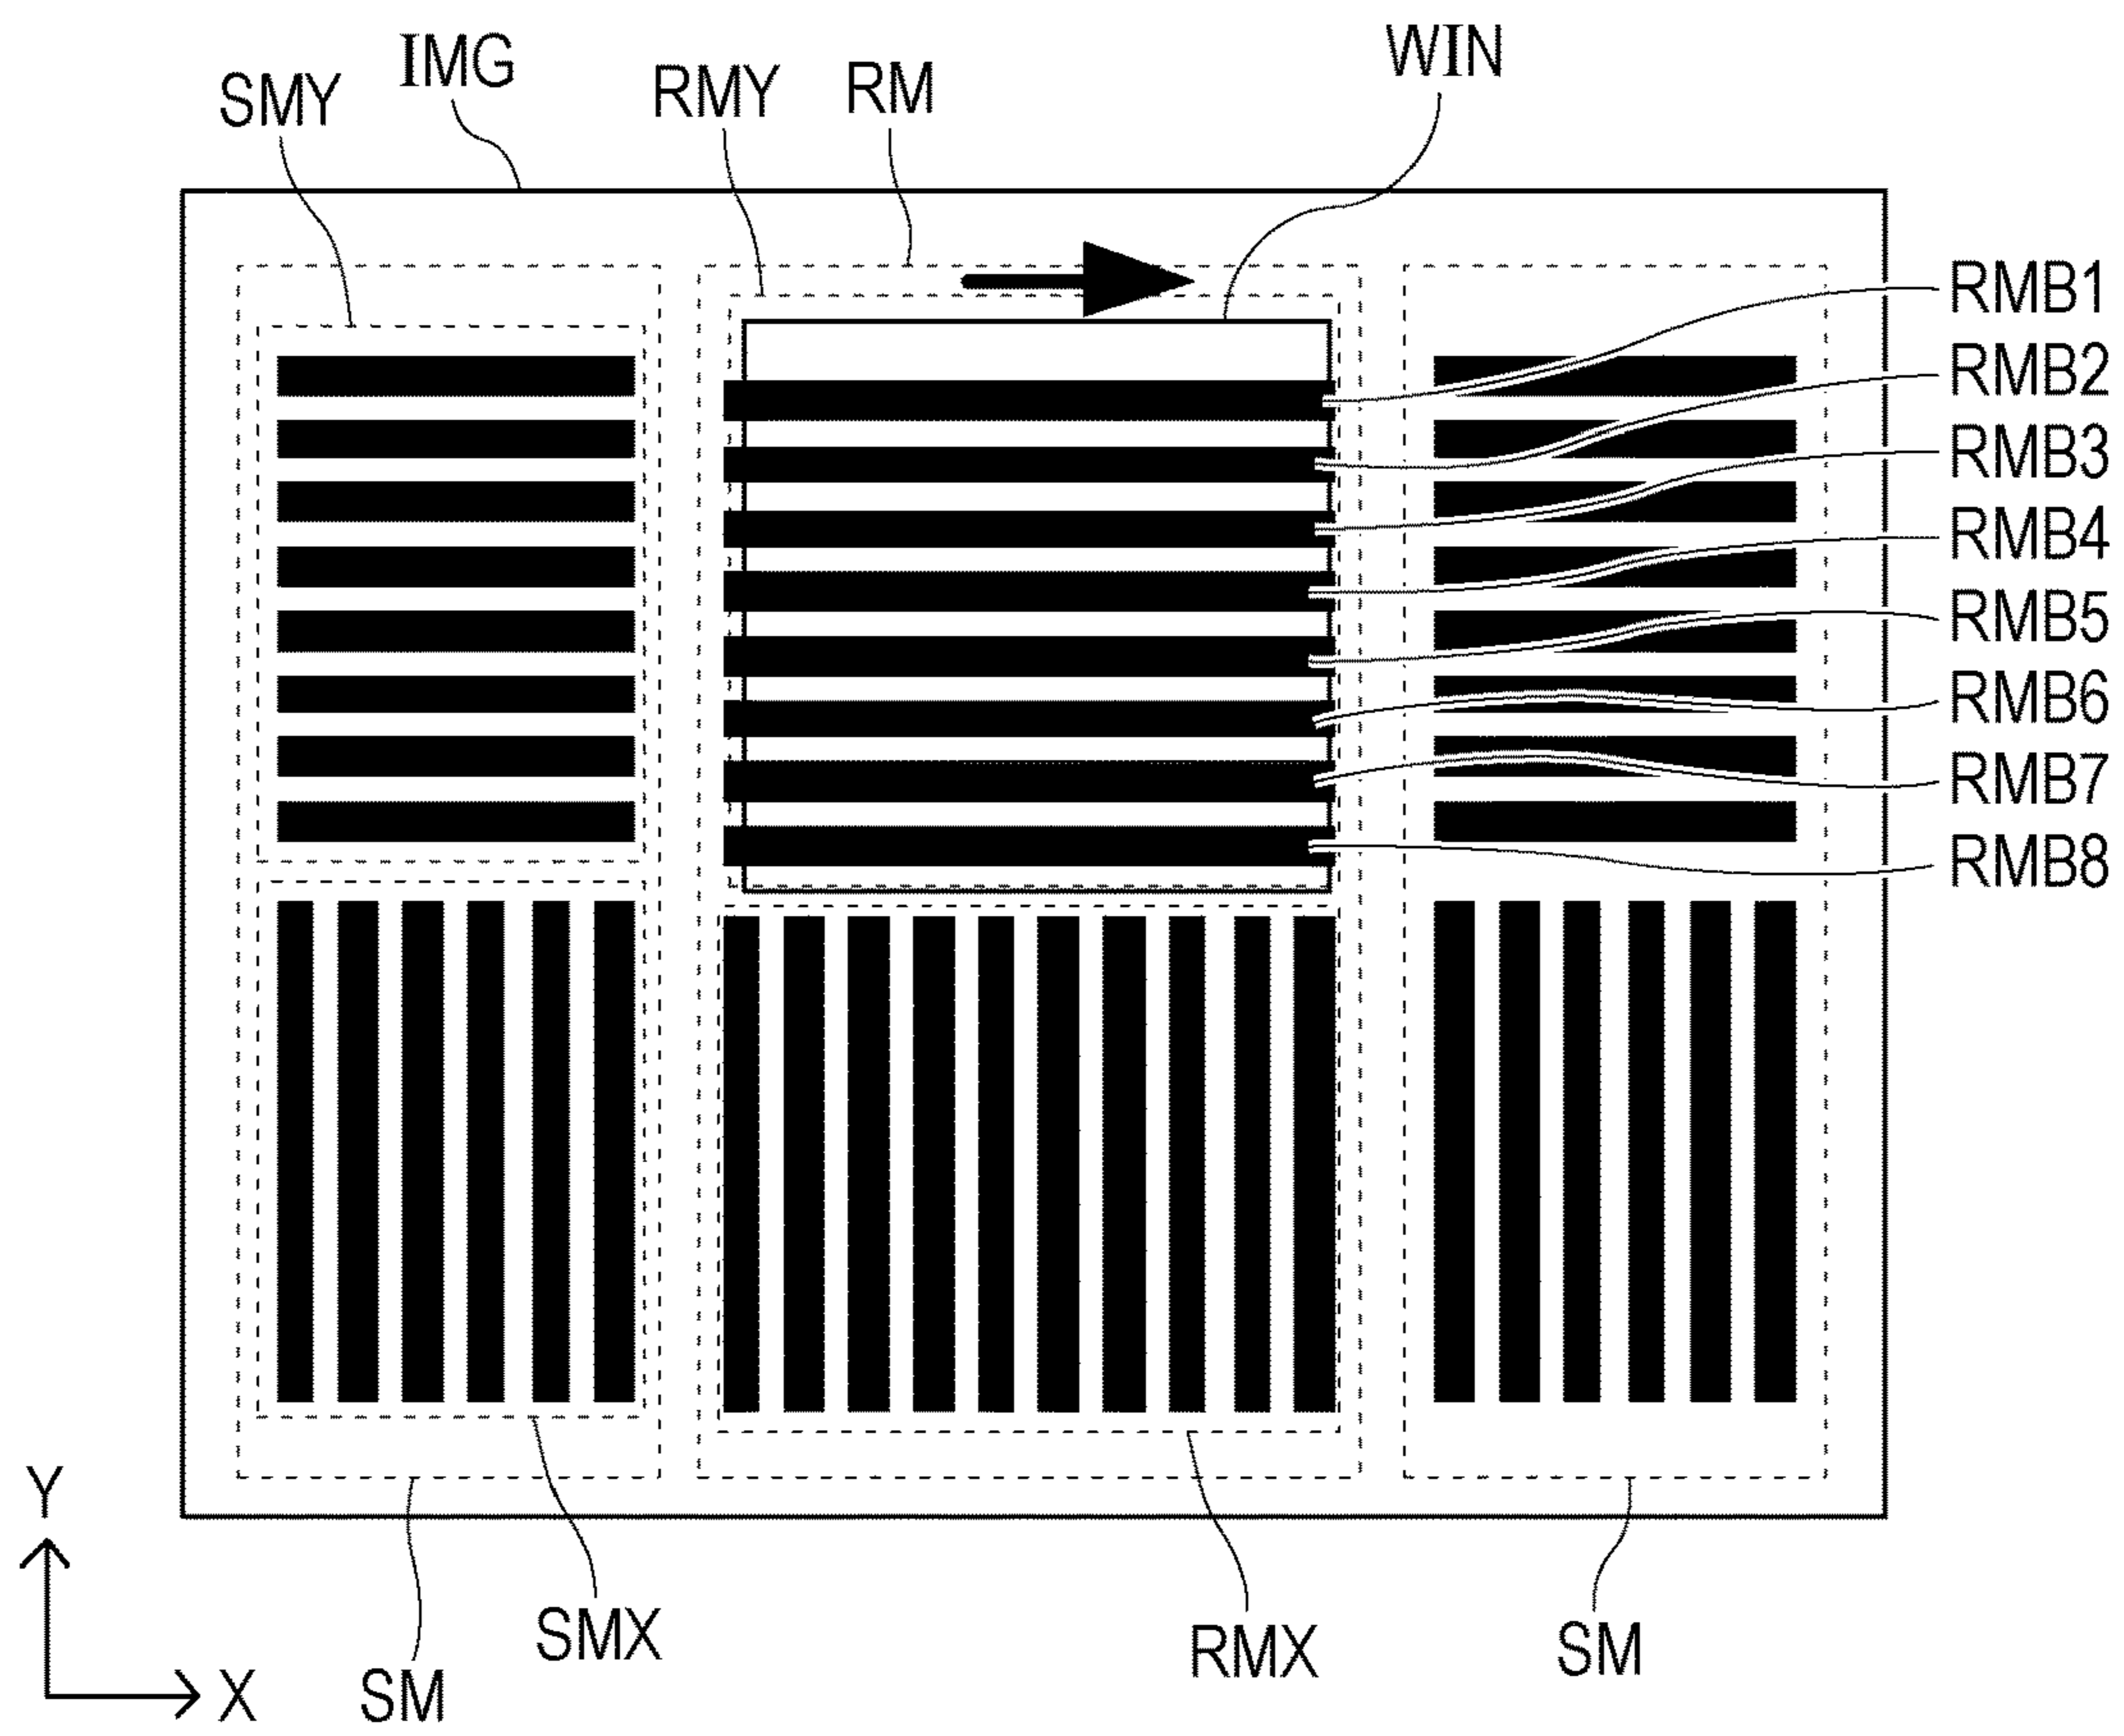 IMG
WIN
SMY
RMY
RM
RMB1
RMB2
RMB3
RMB4
RMB5
RMB6
RMB7
RMB8
Y
X
SM
SMX
RMX
SM